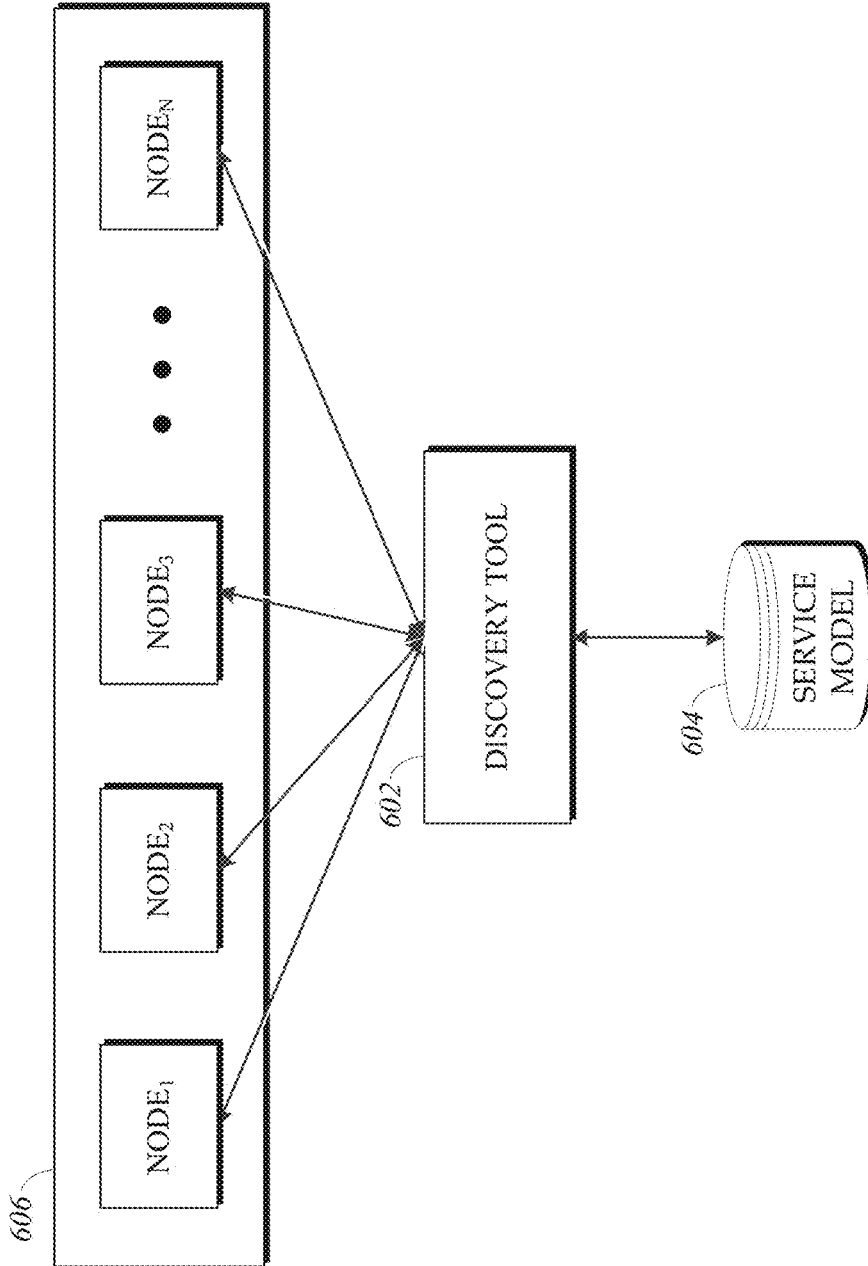 606
NODE₁
NODE₂
NODE₃
NODEₙ
602
DISCOVERY TOOL
604
SERVICE
MODEL